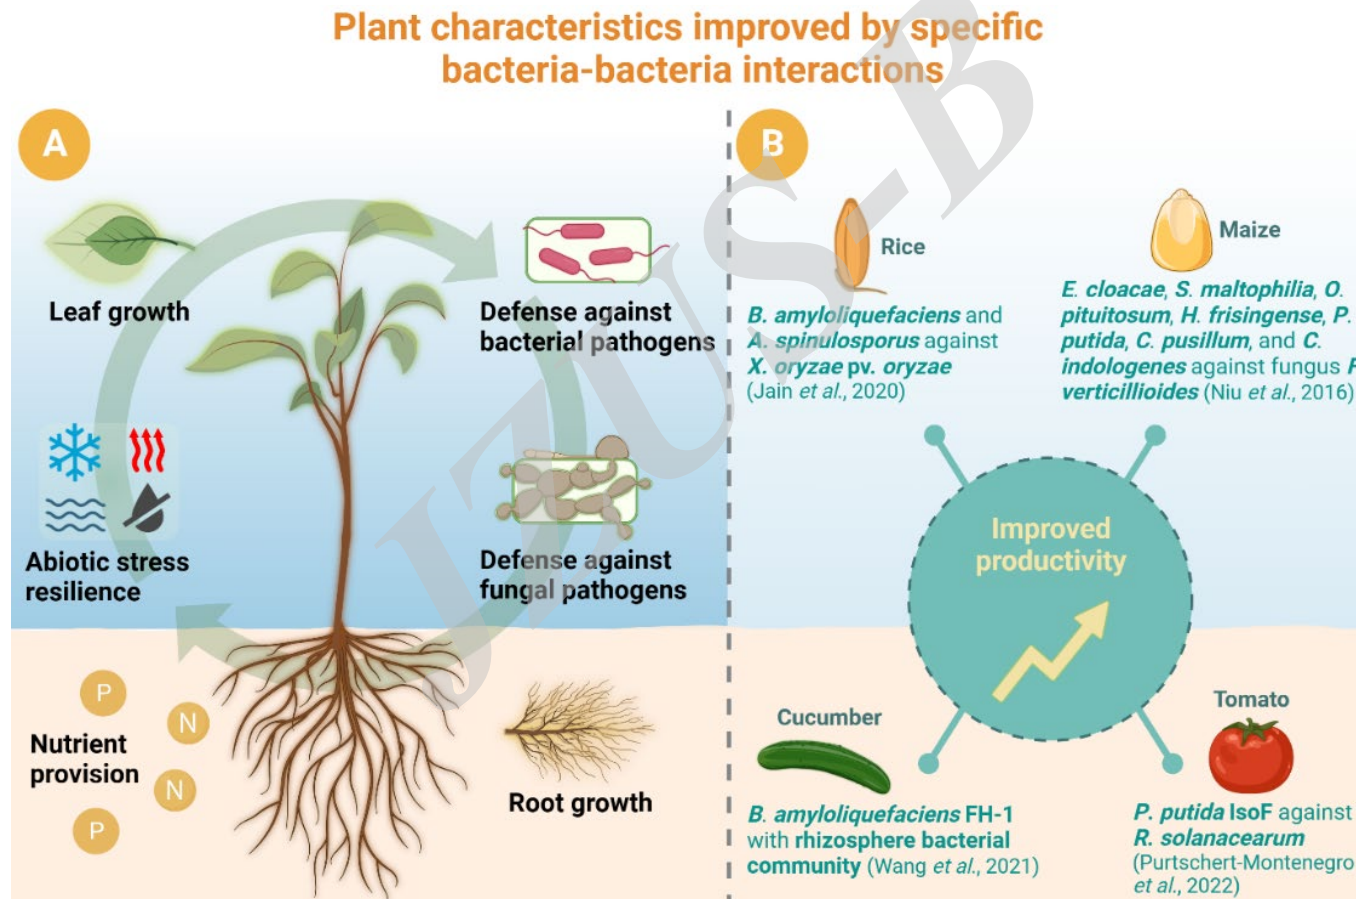 Plant characteristics improved by specific
bacteria-bacteria interactions
A
Leaf growth
Defense against
bacterial pathogens
Abiotic stress
resilience
Defense against
fungal pathogens
P
N
Nutrient
provision
N
P
Root growth
B
Rice
B. amyloliquefaciens and
A. spinulosporus against
X. oryzae pv. oryzae
(Jain et al., 2020)
Maize
E. cloacae, S. maltophilia, O.
pituitosum, H. frisingense, P.
putida, C. pusillum, and C.
indologenes against fungus F
verticillioides (Niu et al., 2016)
Improved
productivity
Cucumber
B. amyloliquefaciens FH-1
with rhizosphere bacterial
community (Wang et al., 2021)
Tomato
P. putida IsoF against
R. solanacearum
(Purtschert-Montenegro
et al., 2022)
JZUS-B